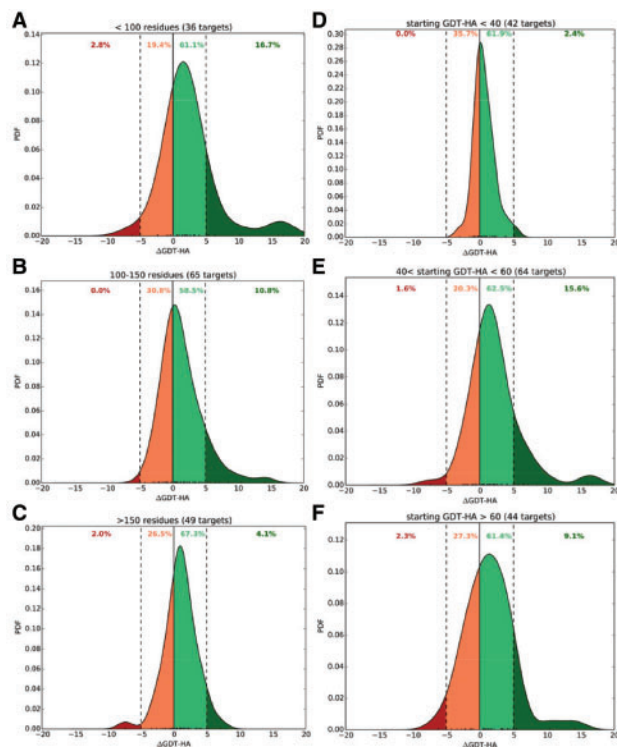 A
< 100 residues (36 targets)
2.8% 19.4% 61.1% 16.7%
0.14
0.12
0.10
0.08
0.06
0.04
0.02
0.00
PDF
−20 −15 −10 −5 0 5 10 15 20
ΔGDT-HA
B
100-150 residues (65 targets)
0.0% 30.8% 58.5% 10.8%
0.16
0.14
0.12
0.10
0.08
0.06
0.04
0.02
0.00
PDF
−20 −15 −10 −5 0 5 10 15 20
ΔGDT-HA
C
>150 residues (49 targets)
2.0% 26.5% 67.3% 4.1%
0.20
0.18
0.16
0.14
0.12
0.10
0.08
0.06
0.04
0.02
0.00
PDF
−20 −15 −10 −5 0 5 10 15 20
ΔGDT-HA
D
starting GDT-HA < 40 (42 targets)
0.0% 35.7% 61.9% 2.4%
0.30
0.28
0.26
0.23
0.20
0.18
0.15
0.13
0.10
0.08
0.05
0.03
0.00
PDF
−20 −15 −10 −5 0 5 10 15 20
ΔGDT-HA
E
40< starting GDT-HA < 60 (64 targets)
1.6% 20.3% 62.5% 15.6%
0.14
0.12
0.10
0.08
0.06
0.04
0.02
0.00
PDF
−20 −15 −10 −5 0 5 10 15 20
ΔGDT-HA
F
starting GDT-HA > 60 (44 targets)
2.3% 27.3% 61.4% 9.1%
0.12
0.10
0.08
0.06
0.04
0.02
0.00
PDF
−20 −15 −10 −5 0 5 10 15 20
ΔGDT-HA